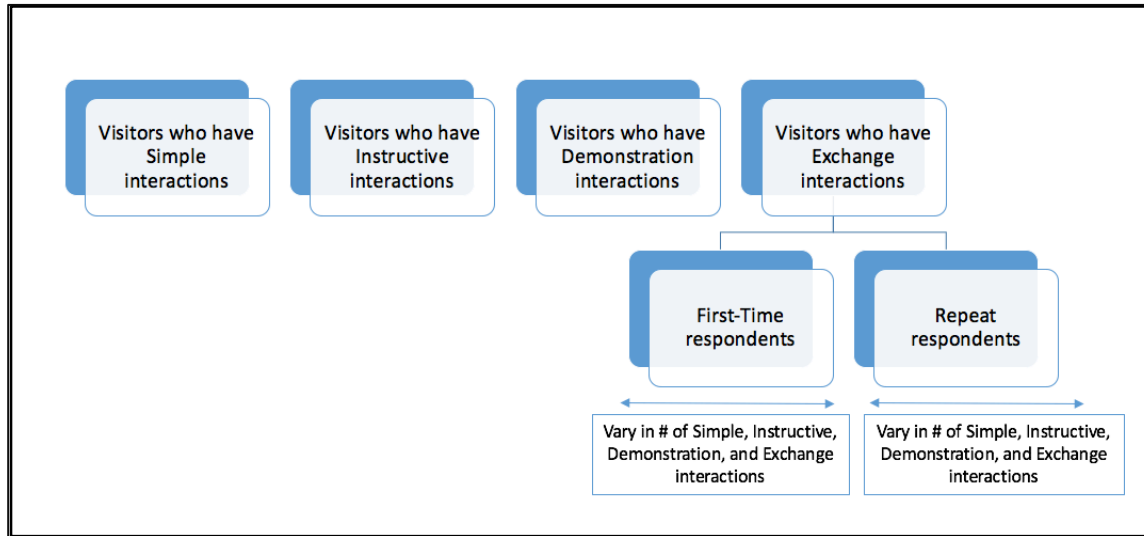 Visitors who have
Simple
interactions
Visitors who have
Instructive
interactions
Visitors who have
Demonstration
interactions
Visitors who have
Exchange
interactions
First-Time
respondents
Repeat
respondents
Vary in # of Simple, Instructive,
Demonstration, and Exchange
interactions
Vary in # of Simple, Instructive,
Demonstration, and Exchange
interactions